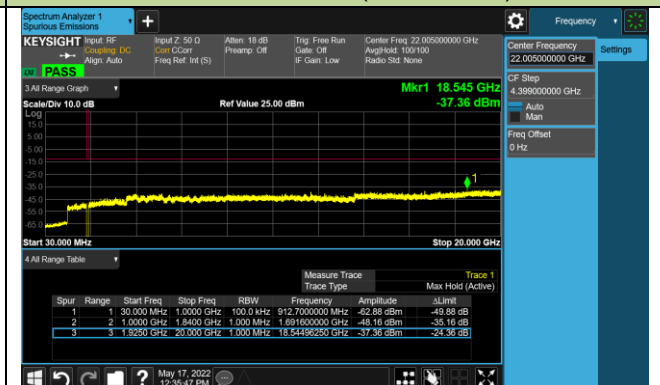 Spectrum Analyzer 1
Spurious Emissions
Frequency
KEYSIGHT
Input: RF
Coupling: DC
Align: Auto
Input Z: 50 Ω
Corr CCorr
Freq Ref: Int (S)
Atten: 18 dB
Preamp: Off
Trig: Free Run
Gate: Off
IF Gain: Low
Center Freq: 22.005000000 GHz
Avg|Hold: 100/100
Radio Std: None
PASS
Center Frequency
22.005000000 GHz
Settings
CF Step
4.399000000 GHz
Auto
Man
Freq Offset
0 Hz
3 All Range Graph
Mkr1 18.545 GHz
Scale/Div 10.0 dB
Ref Value 25.00 dBm
-37.36 dBm
Log
15.0
5.00
-5.00
-15.0
-25.0
-35.0
-45.0
-55.0
-65.0
1
Start 30.000 MHz
Stop 20.000 GHz
4 All Range Table
Measure Trace Trace 1
Trace Type Max Hold (Active)
Spur Range Start Freq Stop Freq RBW Frequency Amplitude ΔLimit
1 1 30.000 MHz 1.0000 GHz 100.0 kHz 912.7000000 MHz -62.88 dBm -49.88 dB
2 2 1.0000 GHz 1.8400 GHz 1.000 MHz 1.691600000 GHz -48.16 dBm -35.16 dB
3 3 1.9250 GHz 20.000 GHz 1.000 MHz 18.54496250 GHz -37.36 dBm -24.36 dB
?
May 17, 2022
12:35:47 PM